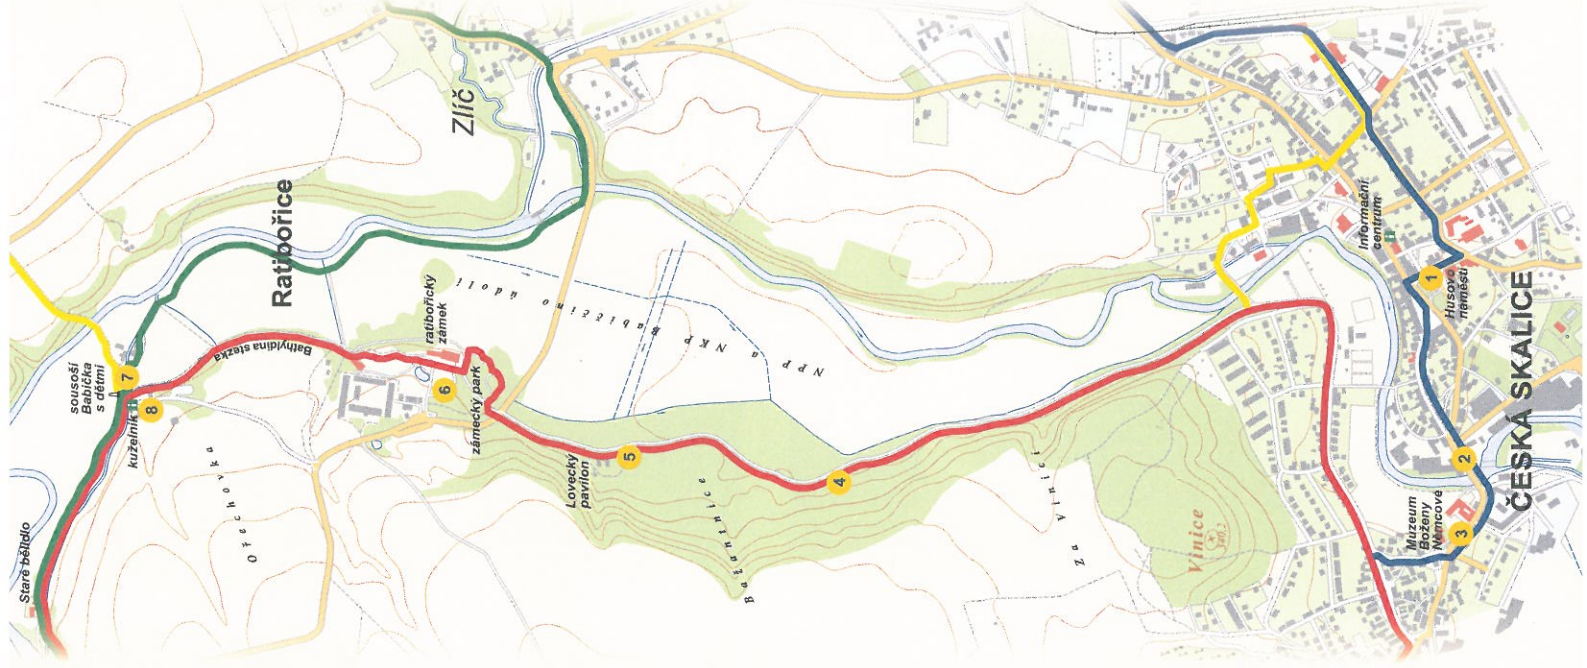 Staré bělidlo
sousoší
Babička
s dětmi
7
kuželník
8
Ořechovka
Bathyldina stezka
Ratibořice
Zlíč
ratibořický
zámek
6
zámecký park
Lovecký
pavilon
5
Bažantnice
4
NPP a NKP
Babiččino údolí
Za Vinicí
Vinice
Informační
centrum
1
Husovo
náměstí
2
Muzeum
Boženy
Němcové
3
ČESKÁ SKALICE